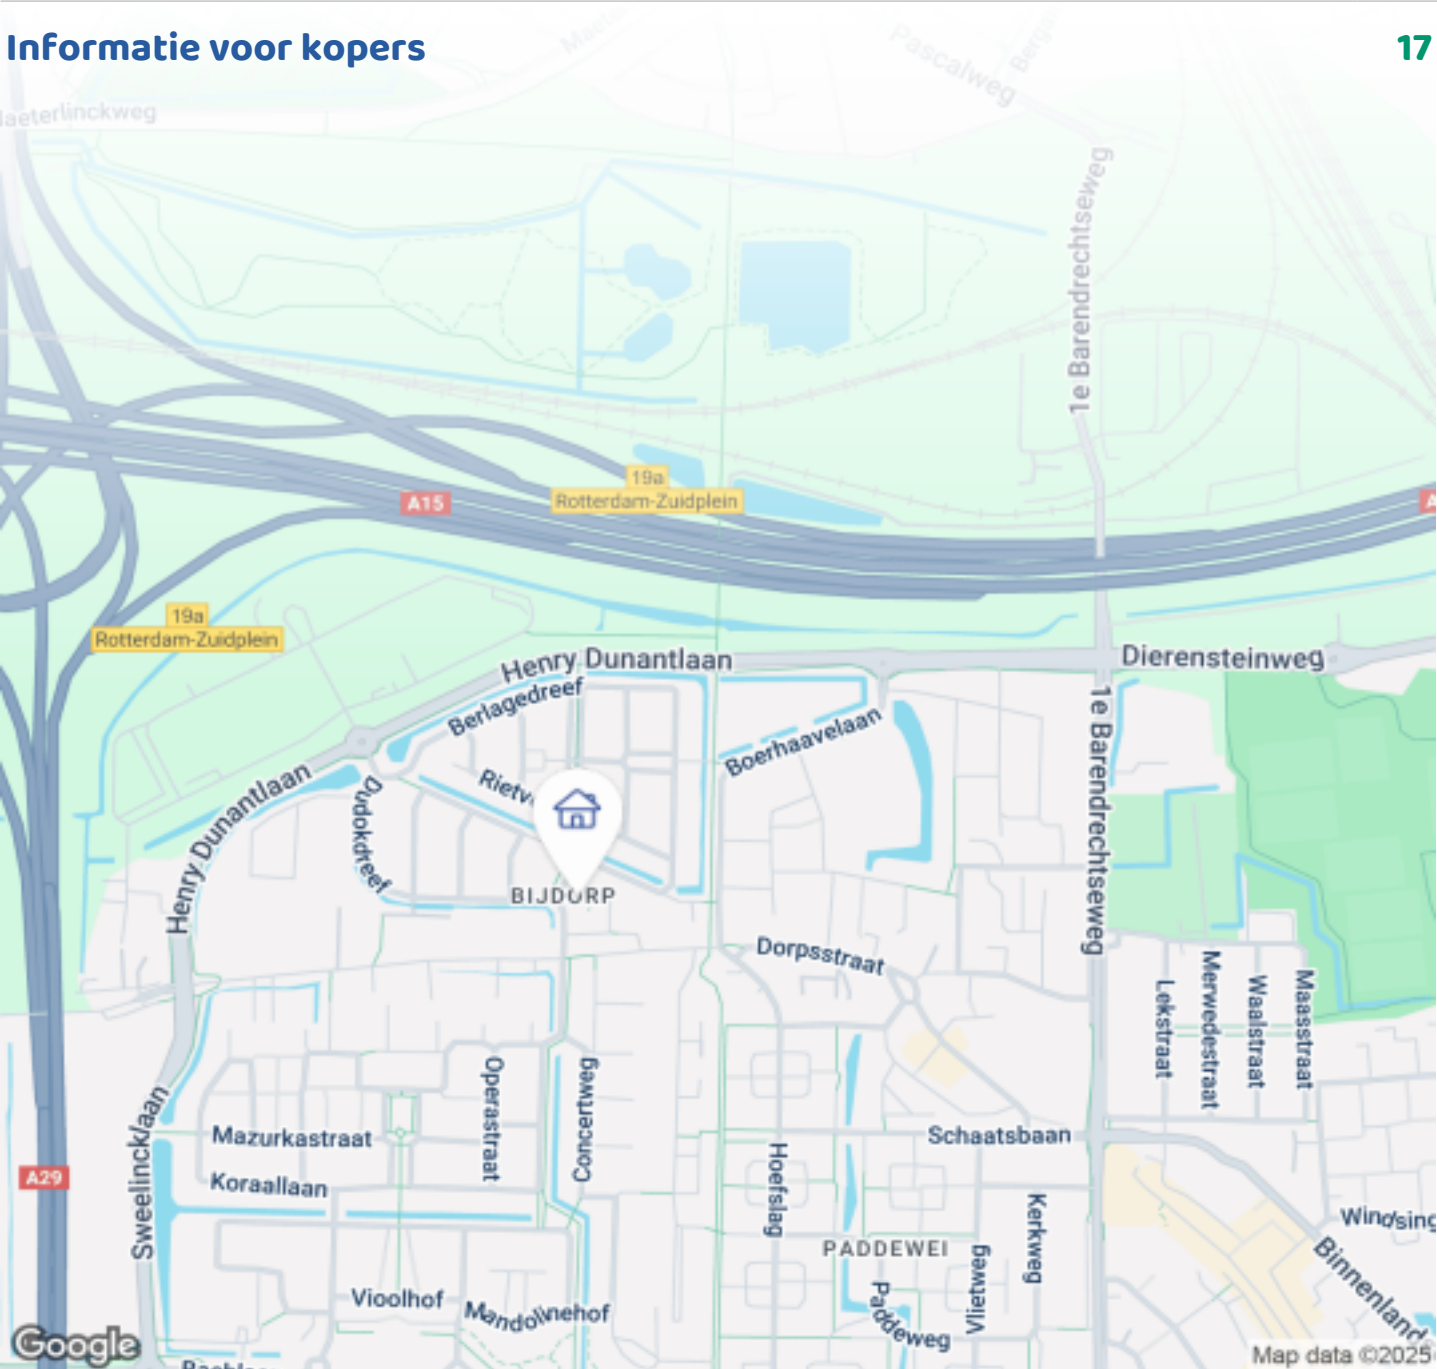 Informatie voor kopers
17
Pascalweg
1e Barendrechtseweg
A15
19a
Rotterdam-Zuidplein
19a
Rotterdam-Zuidplein
Henry Dunantlaan
Dierensteinweg
Berlagedreef
Boerhaavelaan
Henry Dunantlaan
Dudokdreef
1e Barendrechtseweg
BIJDORP
Dorpsstraat
Lekstraat
Merwedestraat
Waalstraat
Maasstraat
Operastraat
Concertweg
Mazurkastraat
Schaatsbaan
A29
Koraallaan
Sweelincklaan
Hoefslag
Kerkweg
PADDEWEI
Vlietweg
Vioolhof
Mandolinehof
Paddeweg
Google
Map data ©2025